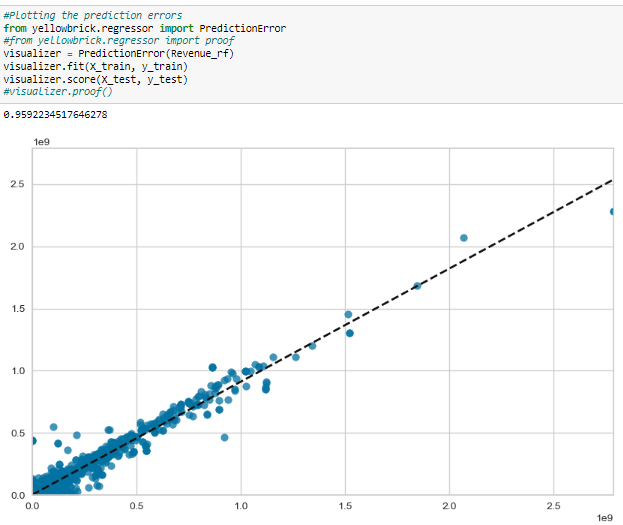 #Plotting the prediction errors
from yellowbrick.regressor import PredictionError
#from yellowbrick.regressor import proof
visualizer = PredictionError(Revenue_rf)
visualizer.fit(X_train, y_train)
visualizer.score(X_test, y_test)
#visualizer.proof()
0.9592234517646278
1e9
2.5
2.0
1.5
1.0
0.5
0.0
0.0 0.5 1.0 1.5 2.0 2.5
1e9